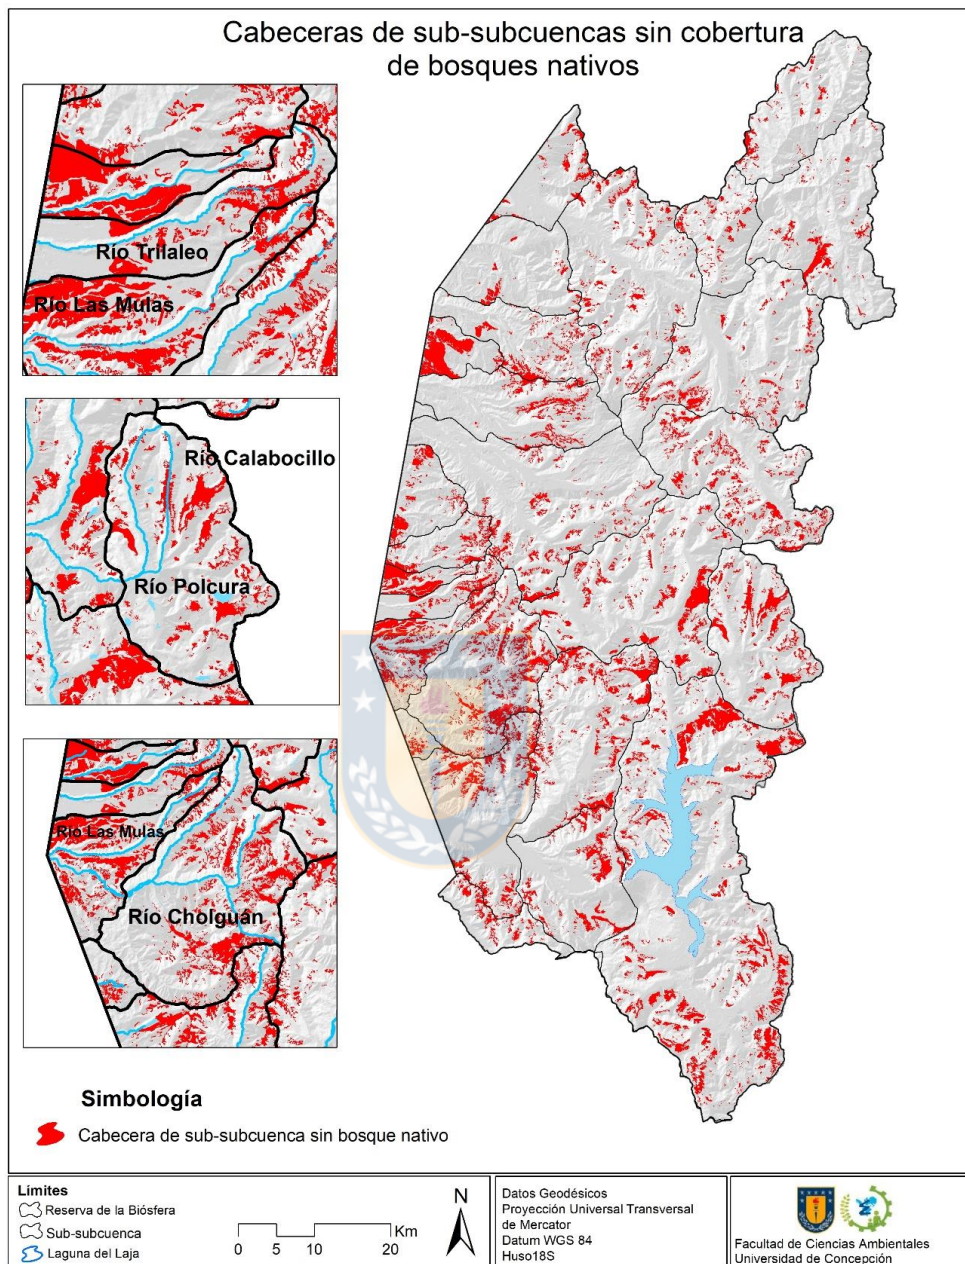 Cabeceras de sub-subcuencas sin cobertura
de bosques nativos
Río Trilaleo
Río Las Mulas
Río Calabocillo
Río Polcura
Río Las Mulas
Río Cholguán
Simbología
Cabecera de sub-subcuenca sin bosque nativo
Límites
Reserva de la Biósfera
Sub-subcuenca
Laguna del Laja
Km
0 5 10 20
N
Datos Geodésicos
Proyección Universal Transversal
de Mercator
Datum WGS 84
Huso18S
Facultad de Ciencias Ambientales
Universidad de Concepción